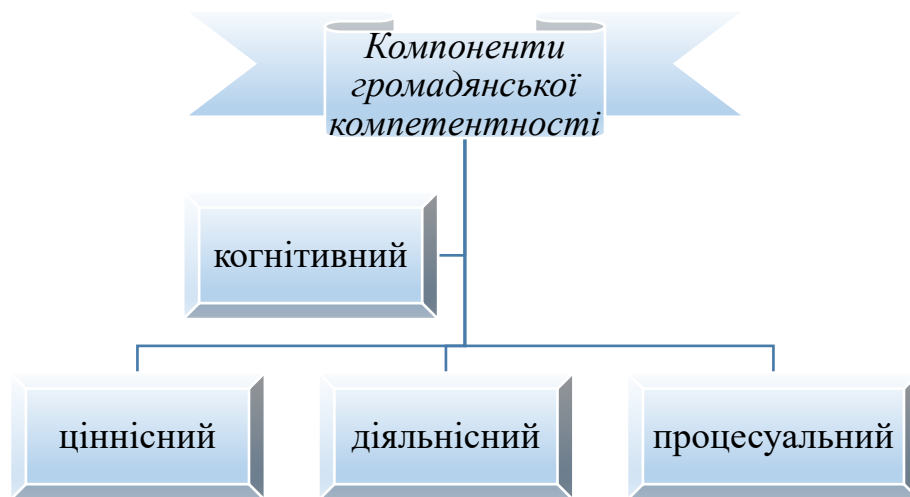 Компоненти
громадянської
компетентності
когнітивний
ціннісний
діяльнісний
процесуальний